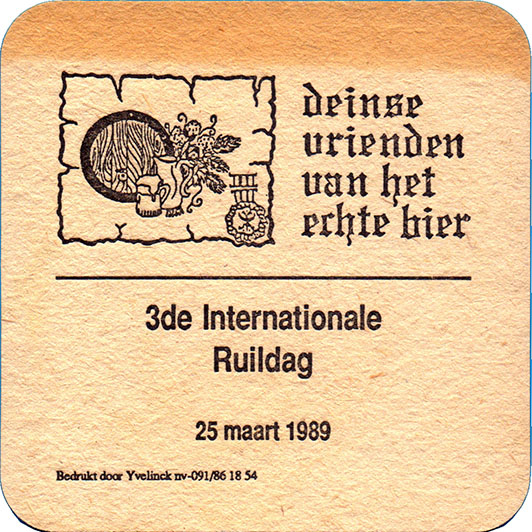 deinse
vrienden
van het
echte bier
3de Internationale
Ruildag
25 maart 1989
Bedrukt door Yvelinck nv-091/86 18 54